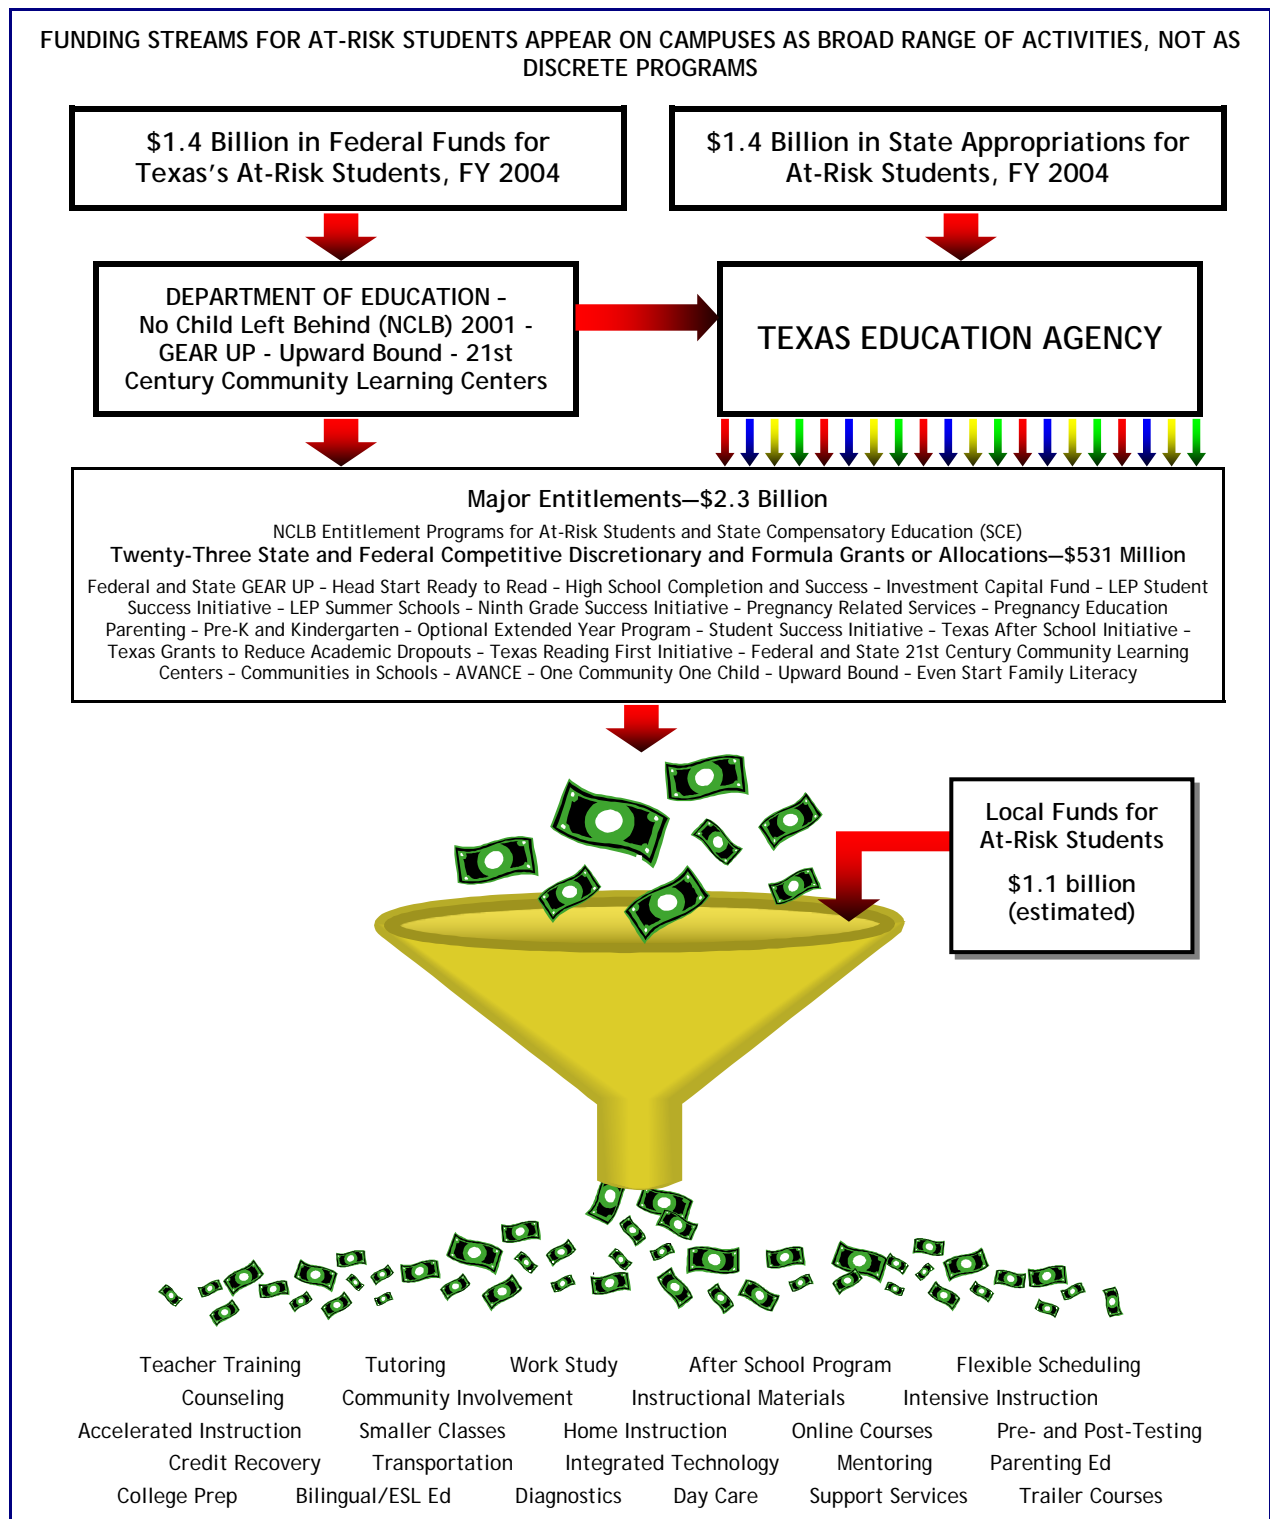 FUNDING STREAMS FOR AT-RISK STUDENTS APPEAR ON CAMPUSES AS BROAD RANGE OF ACTIVITIES, NOT AS
DISCRETE PROGRAMS
$1.4 Billion in Federal Funds for
Texas's At-Risk Students, FY 2004
$1.4 Billion in State Appropriations for
At-Risk Students, FY 2004
DEPARTMENT OF EDUCATION –
No Child Left Behind (NCLB) 2001 -
GEAR UP - Upward Bound - 21st
Century Community Learning Centers
TEXAS EDUCATION AGENCY
Major Entitlements—$2.3 Billion
NCLB Entitlement Programs for At-Risk Students and State Compensatory Education (SCE)
Twenty-Three State and Federal Competitive Discretionary and Formula Grants or Allocations—$531 Million
Federal and State GEAR UP – Head Start Ready to Read – High School Completion and Success – Investment Capital Fund – LEP Student
Success Initiative – LEP Summer Schools – Ninth Grade Success Initiative – Pregnancy Related Services – Pregnancy Education
Parenting – Pre-K and Kindergarten – Optional Extended Year Program – Student Success Initiative – Texas After School Initiative –
Texas Grants to Reduce Academic Dropouts – Texas Reading First Initiative – Federal and State 21st Century Community Learning
Centers – Communities in Schools – AVANCE – One Community One Child – Upward Bound – Even Start Family Literacy
Local Funds for
At-Risk Students
$1.1 billion
(estimated)
Teacher Training Tutoring Work Study After School Program Flexible Scheduling
Counseling Community Involvement Instructional Materials Intensive Instruction
Accelerated Instruction Smaller Classes Home Instruction Online Courses Pre- and Post-Testing
Credit Recovery Transportation Integrated Technology Mentoring Parenting Ed
College Prep Bilingual/ESL Ed Diagnostics Day Care Support Services Trailer Courses